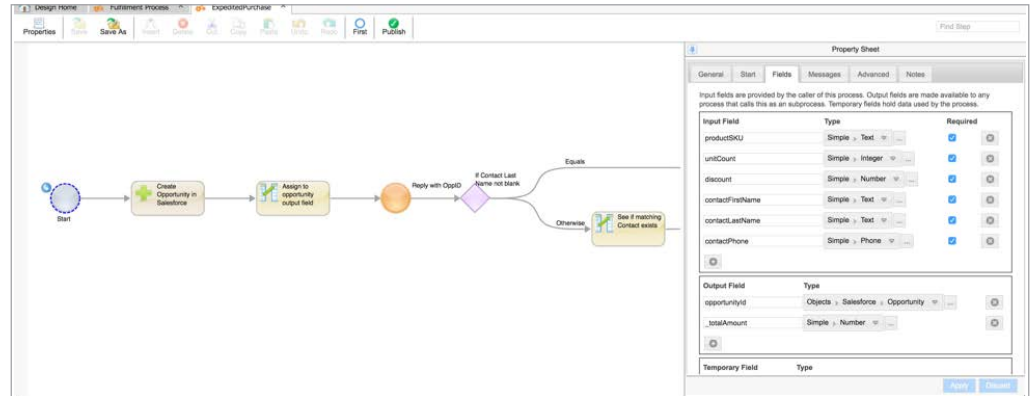 Design Home
Fulfillment Process
ExpeditedPurchase
Properties
Save
Save As
Insert
Delete
Cut
Copy
Paste
Undo
Redo
First
Publish
Find Step
Property Sheet
General
Start
Fields
Messages
Advanced
Notes
Input fields are provided by the caller of this process. Output fields are made available to any
process that calls this as an subprocess. Temporary fields hold data used by the process.
Input Field Type Required
productSKU Simple Text ...
unitCount Simple Integer ...
discount Simple Number ...
contactFirstName Simple Text ...
contactLastName Simple Text ...
contactPhone Simple Phone ...
Output Field Type
opportunityId Objects Salesforce Opportunity ...
_totalAmount Simple Number ...
Temporary Field Type
Apply
Discard
Start
Create
Opportunity in
Salesforce
Assign to
opportunity
output field
Reply with OppID
If Contact Last
Name not blank
Equals
Otherwise
See if matching
Contact exists